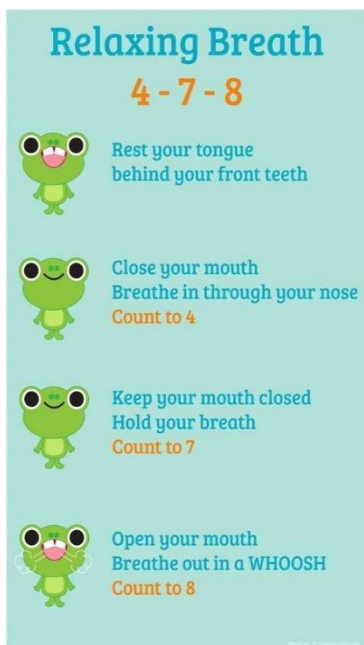 Relaxing Breath
4 - 7 - 8
Rest your tongue
behind your front teeth
Close your mouth
Breathe in through your nose
Count to 4
Keep your mouth closed
Hold your breath
Count to 7
Open your mouth
Breathe out in a WHOOSH
Count to 8